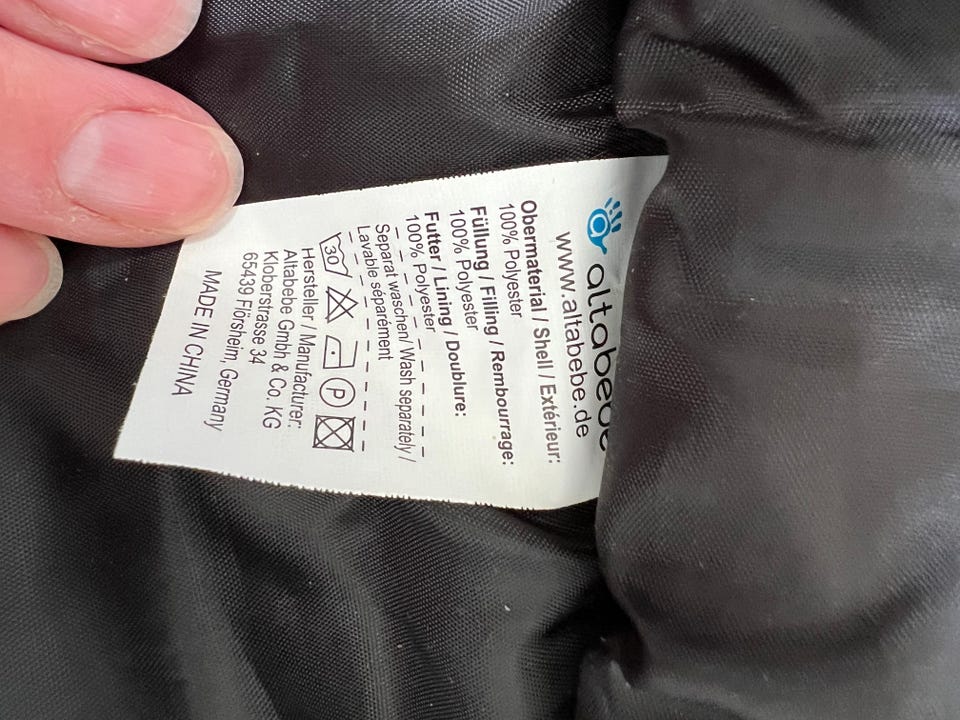 altabebe
www.altabebe.de
Obermaterial / Shell / Extérieur:
100% Polyester
Füllung / Filling / Rembourrage:
100% Polyester
Futter / Lining / Doublure:
100% Polyester
Separat waschen/ Wash separately /
Lavable séparément
30 P
Hersteller / Manufacturer:
Altabebe GmbH & Co. KG
Kloberstrasse 34
65439 Flörsheim, Germany
MADE IN CHINA